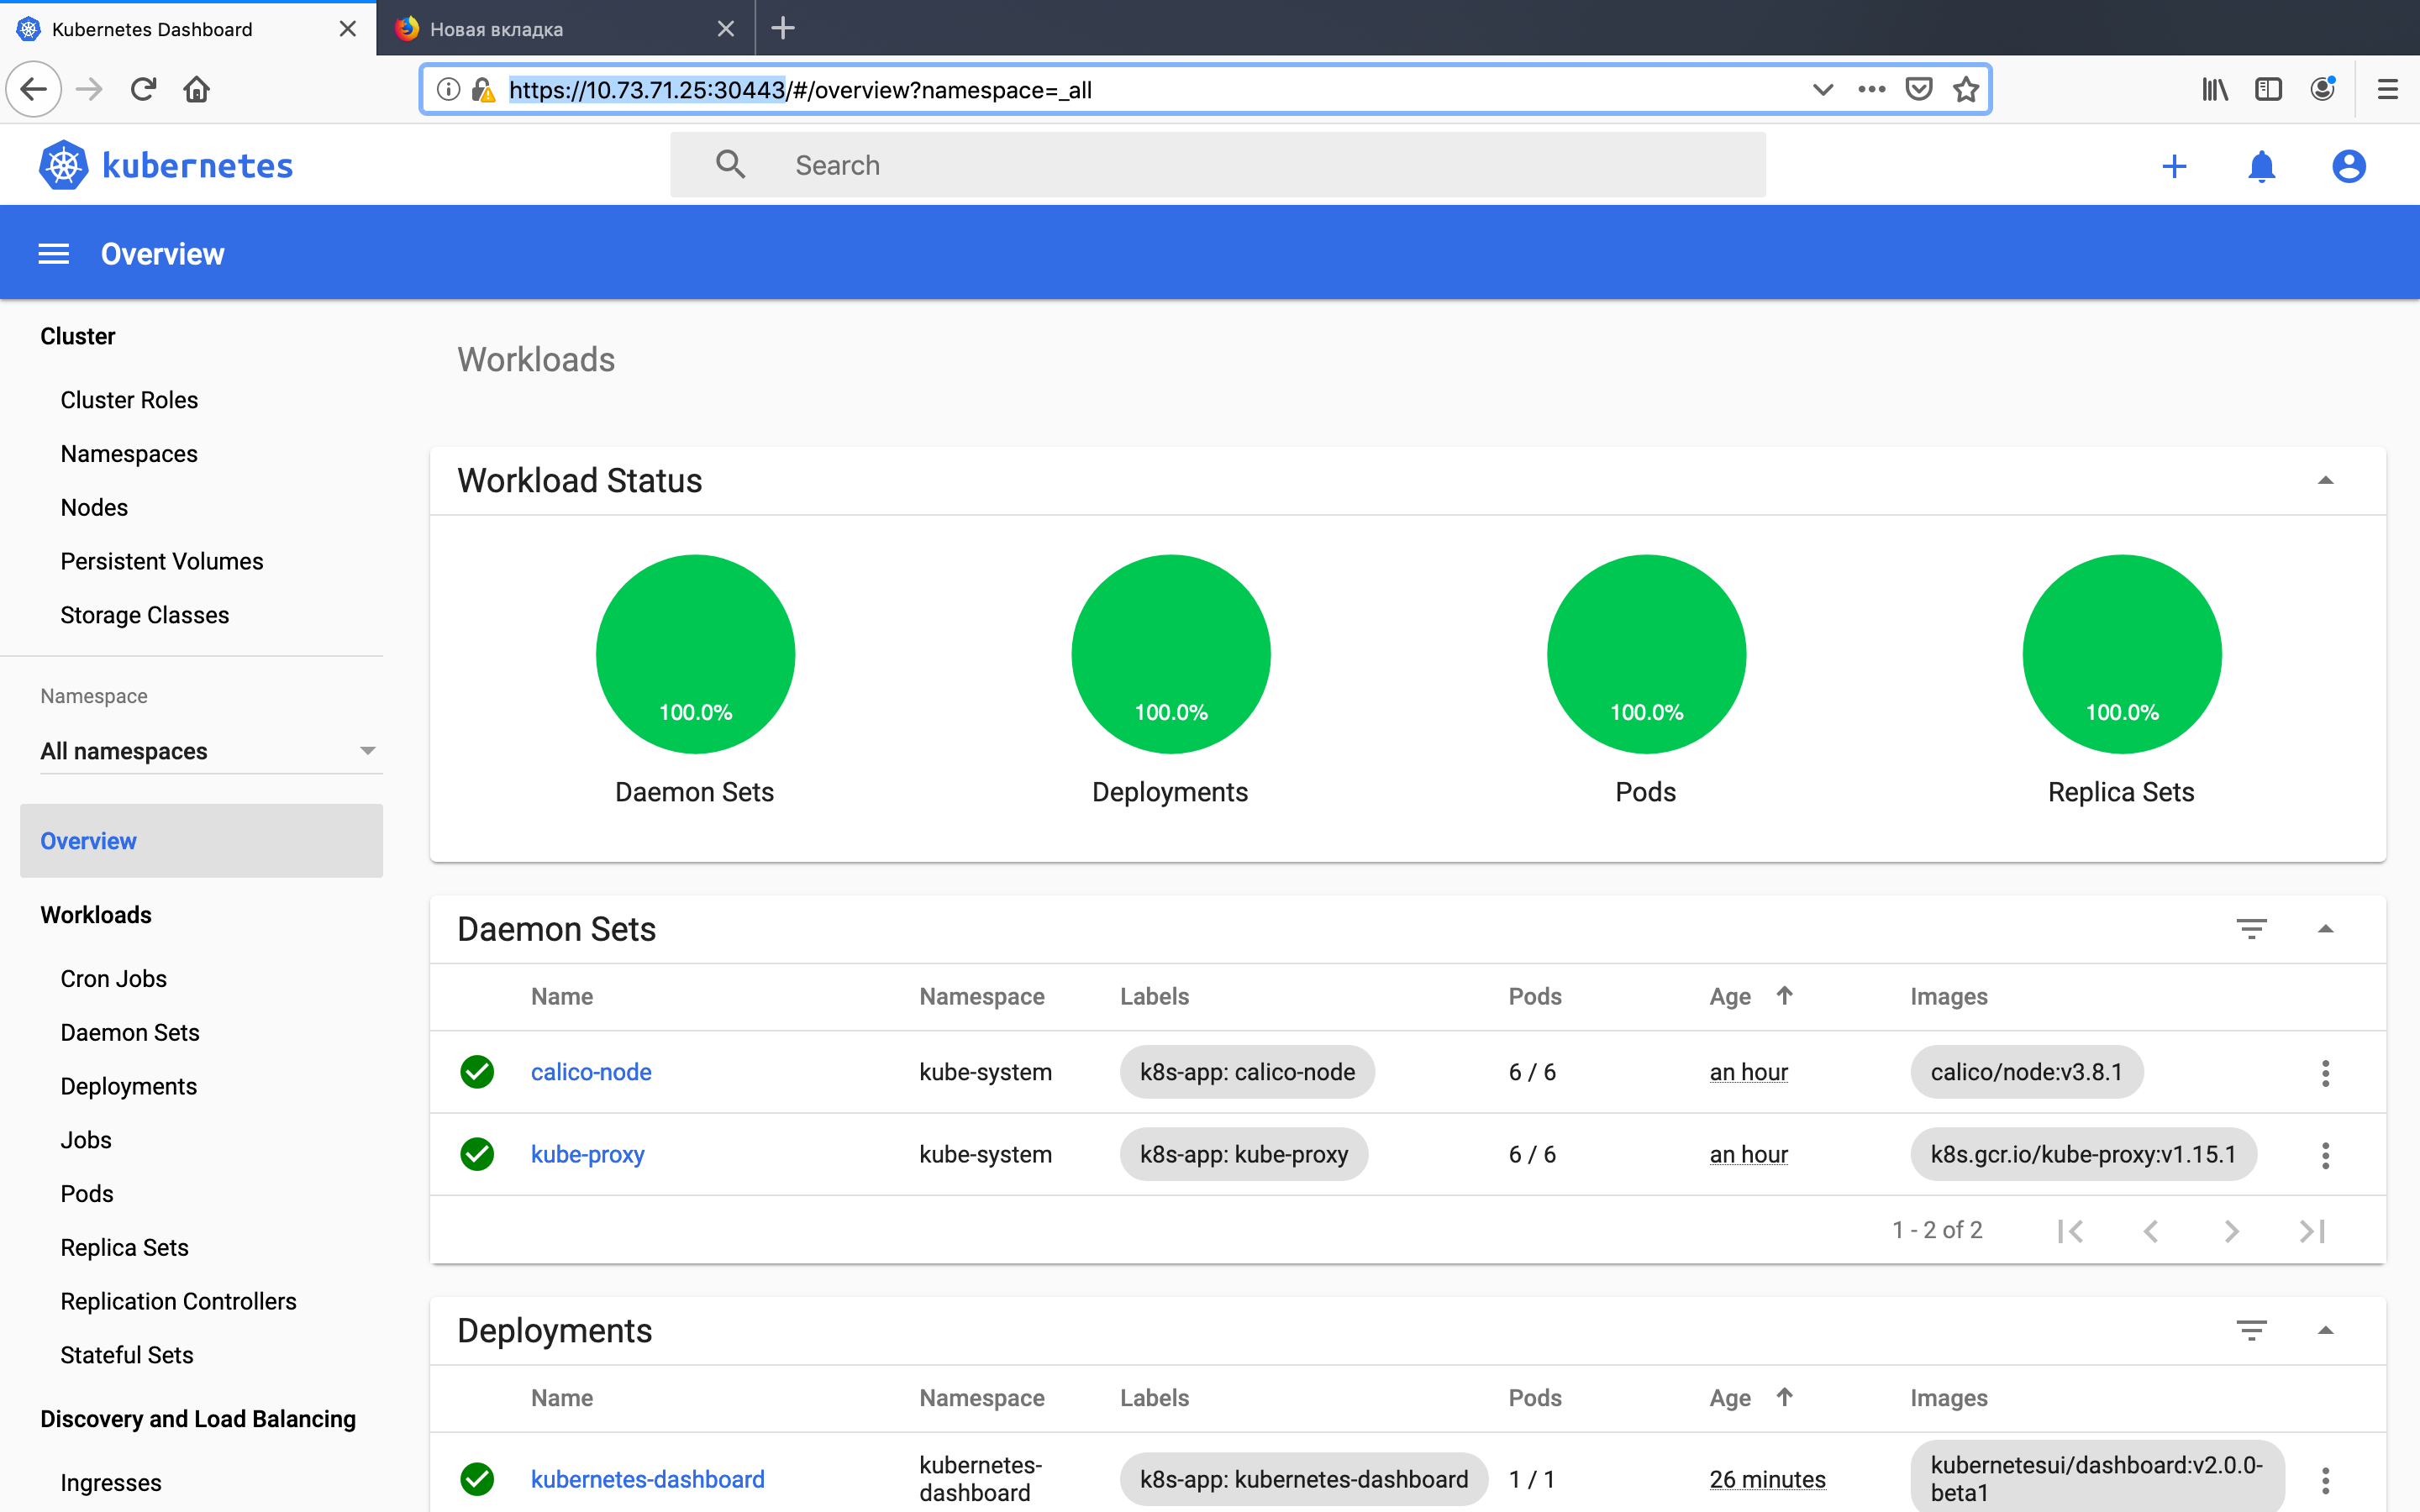 Kubernetes Dashboard
Новая вкладка
https://10.73.71.25:30443/#/overview?namespace=_all
kubernetes
Search
Overview
Cluster
Cluster Roles
Namespaces
Nodes
Persistent Volumes
Storage Classes
Namespace
All namespaces
Overview
Workloads
Cron Jobs
Daemon Sets
Deployments
Jobs
Pods
Replica Sets
Replication Controllers
Stateful Sets
Discovery and Load Balancing
Ingresses
Workloads
Workload Status
100.0% 100.0% 100.0% 100.0%
Daemon Sets Deployments Pods Replica Sets
Daemon Sets
Name Namespace Labels Pods Age Images
calico-node kube-system k8s-app: calico-node 6 / 6 an hour calico/node:v3.8.1
kube-proxy kube-system k8s-app: kube-proxy 6 / 6 an hour k8s.gcr.io/kube-proxy:v1.15.1
1 - 2 of 2
Deployments
Name Namespace Labels Pods Age Images
kubernetes-dashboard kubernetes-
dashboard k8s-app: kubernetes-dashboard 1 / 1 26 minutes kubernetesui/dashboard:v2.0.0-
beta1